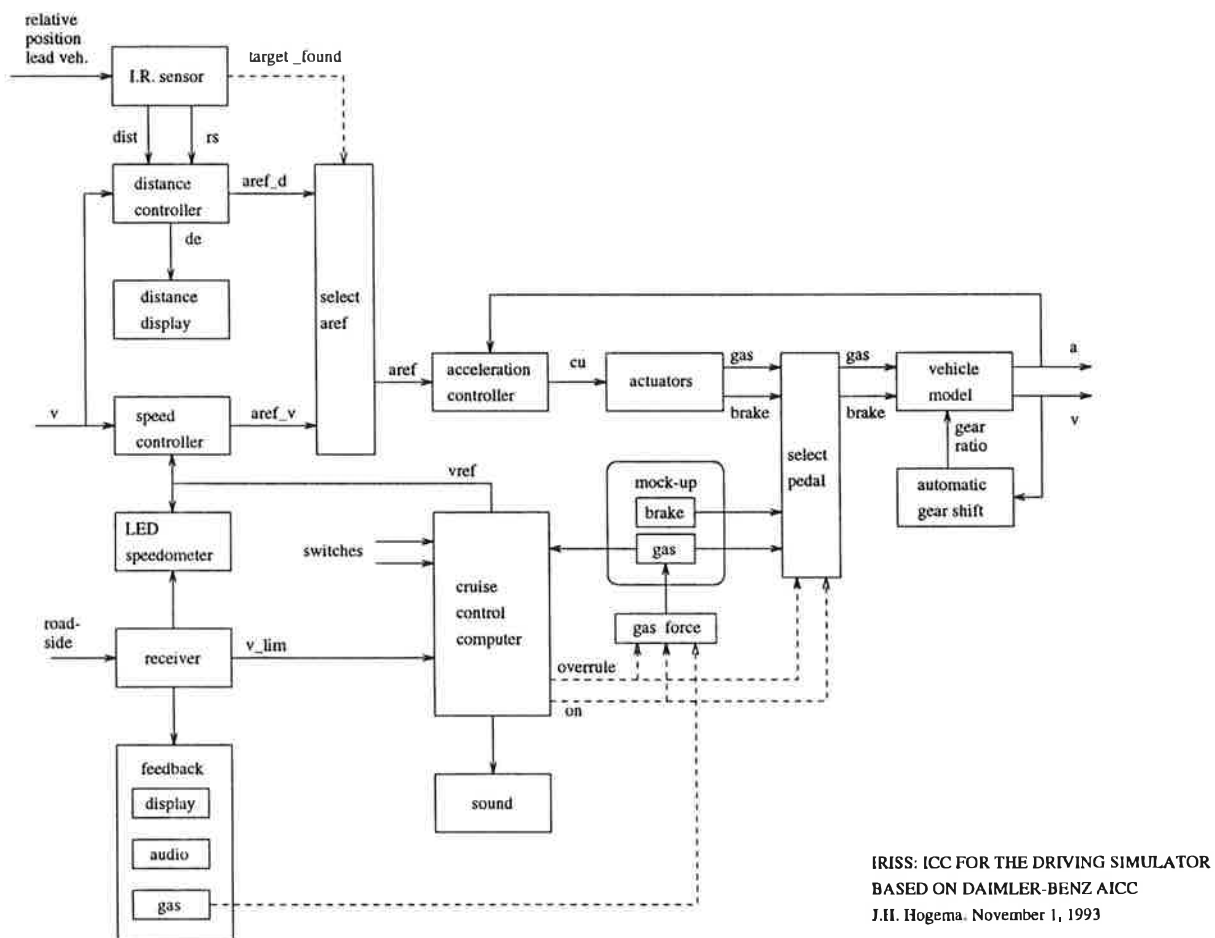 relative
position
lead veh.
I.R. sensor
target _found
dist
rs
distance
controller
aref_d
de
distance
display
select
aref
v
speed
controller
aref_v
aref
acceleration
controller
cu
actuators
gas
brake
select
pedal
gas
brake
vehicle
model
a
v
gear
ratio
automatic
gear shift
vref
mock-up
brake
gas
LED
speedometer
switches
cruise
control
computer
gas force
road-
side
receiver
v_lim
overrule
on
feedback
display
audio
gas
sound
IRISS: ICC FOR THE DRIVING SIMULATOR
BASED ON DAIMLER-BENZ AICC
J.H. Hogema. November 1, 1993